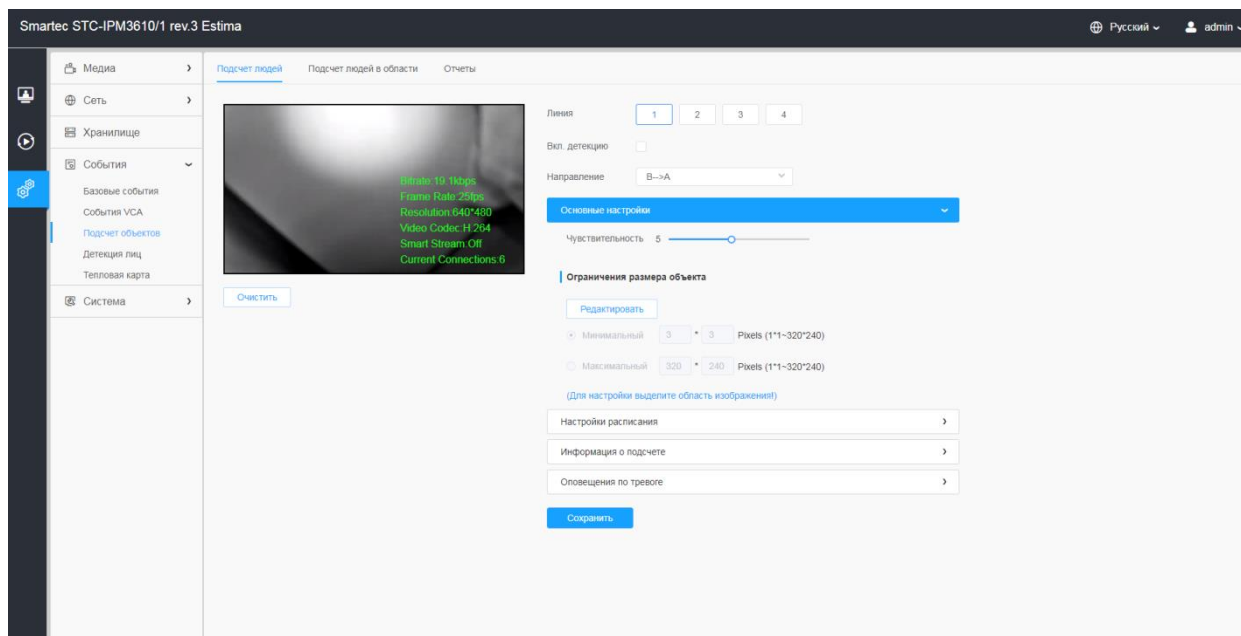 Smartec STC-IPM3610/1 rev.3 Estima
Русский
admin
Медиа
Сеть
Хранилище
События
Базовые события
События VCA
Подсчет объектов
Детекция лиц
Тепловая карта
Система
Подсчет людей
Подсчет людей в области
Отчеты
Bitrate:19.1kbps
Frame Rate:25fps
Resolution:640*480
Video Codec:H.264
Smart Stream:Off
Current Connections:6
Очистить
Линия 1 2 3 4
Вкл. детекцию
Направление B-->A
Основные настройки
Чувствительность 5
Ограничения размера объекта
Редактировать
Минимальный 3 * 3 Pixels (1*1~320*240)
Максимальный 320 * 240 Pixels (1*1~320*240)
(Для настройки выделите область изображения!)
Настройки расписания
Информация о подсчете
Оповещения по тревоге
Сохранить